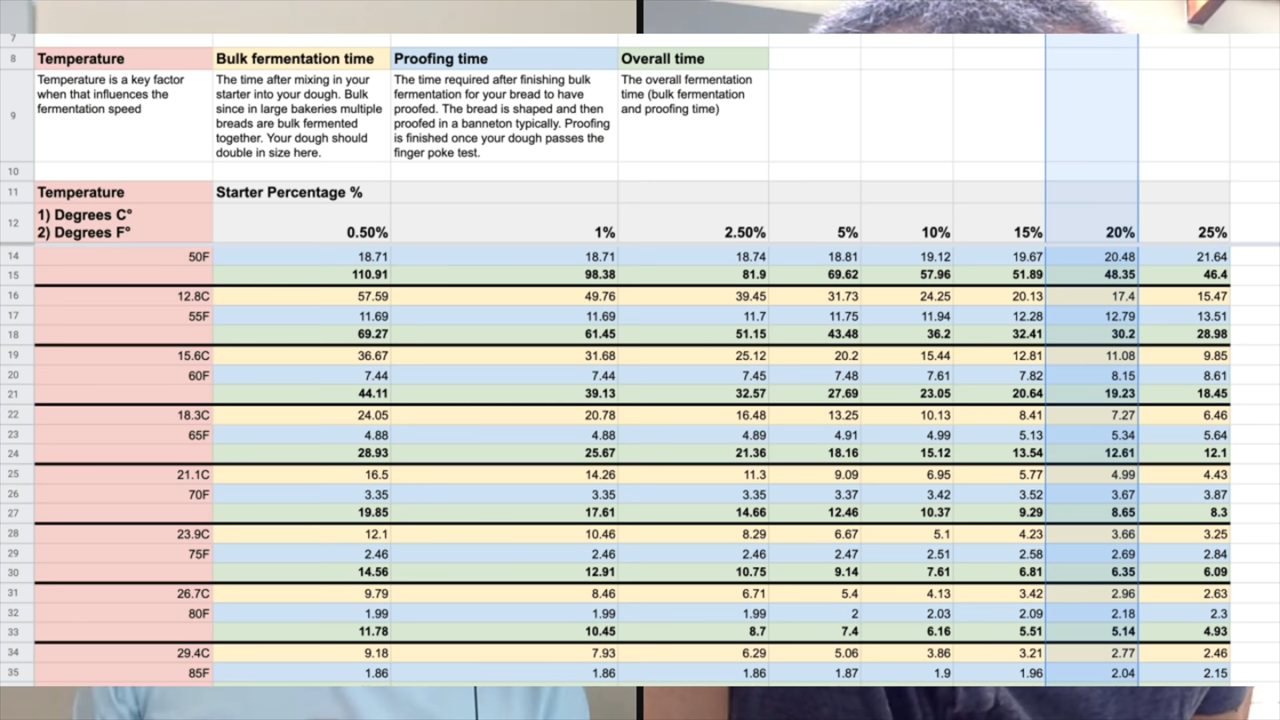 7
8 Temperature Bulk fermentation time Proofing time Overall time
9
Temperature is a key factor
when that influences the
fermentation speed
The time after mixing in your
starter into your dough. Bulk
since in large bakeries multiple
breads are bulk fermented
together. Your dough should
double in size here.
The time required after finishing bulk
fermentation for your bread to have
proofed. The bread is shaped and then
proofed in a banneton typically. Proofing
is finished once your dough passes the
finger poke test.
The overall fermentation
time (bulk fermentation
and proofing time)
10
11 Temperature Starter Percentage %
12
1) Degrees C°
2) Degrees F° 0.50% 1% 2.50% 5% 10% 15% 20% 25%
14 50F 18.71 18.71 18.74 18.81 19.12 19.67 20.48 21.64
15 110.91 98.38 81.9 69.62 57.96 51.89 48.35 46.4
16 12.8C 57.59 49.76 39.45 31.73 24.25 20.13 17.4 15.47
17 55F 11.69 11.69 11.7 11.75 11.94 12.28 12.79 13.51
18 69.27 61.45 51.15 43.48 36.2 32.41 30.2 28.98
19 15.6C 36.67 31.68 25.12 20.2 15.44 12.81 11.08 9.85
20 60F 7.44 7.44 7.45 7.48 7.61 7.82 8.15 8.61
21 44.11 39.13 32.57 27.69 23.05 20.64 19.23 18.45
22 18.3C 24.05 20.78 16.48 13.25 10.13 8.41 7.27 6.46
23 65F 4.88 4.88 4.89 4.91 4.99 5.13 5.34 5.64
24 28.93 25.67 21.36 18.16 15.12 13.54 12.61 12.1
25 21.1C 16.5 14.26 11.3 9.09 6.95 5.77 4.99 4.43
26 70F 3.35 3.35 3.35 3.37 3.42 3.52 3.67 3.87
27 19.85 17.61 14.66 12.46 10.37 9.29 8.65 8.3
28 23.9C 12.1 10.46 8.29 6.67 5.1 4.23 3.66 3.25
29 75F 2.46 2.46 2.46 2.47 2.51 2.58 2.69 2.84
30 14.56 12.91 10.75 9.14 7.61 6.81 6.35 6.09
31 26.7C 9.79 8.46 6.71 5.4 4.13 3.42 2.96 2.63
32 80F 1.99 1.99 1.99 2 2.03 2.09 2.18 2.3
33 11.78 10.45 8.7 7.4 6.16 5.51 5.14 4.93
34 29.4C 9.18 7.93 6.29 5.06 3.86 3.21 2.77 2.46
35 85F 1.86 1.86 1.86 1.87 1.9 1.96 2.04 2.15